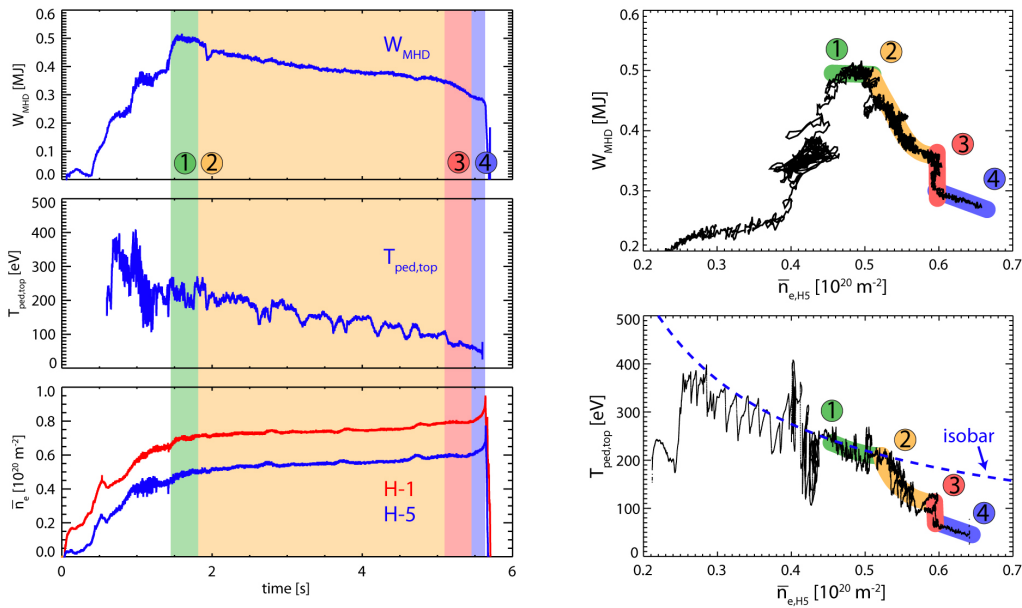 0.6
0.5
0.4
0.3
0.2
0.1
0.0
W_MHD [MJ]
W_MHD
1
2
3
4
500
400
300
200
100
0
T_ped,top [eV]
T_ped,top
1.0
0.8
0.6
0.4
0.2
0.0
n̅_e [10^20 m^-2]
H-1
H-5
0 2 4 6
time [s]
0.6
0.5
0.4
0.3
0.2
W_MHD [MJ]
1
2
3
4
0.2 0.3 0.4 0.5 0.6 0.7
n̅_e,H5 [10^20 m^-2]
500
400
300
200
100
0
T_ped,top [eV]
1
2
isobar
3
4
0.2 0.3 0.4 0.5 0.6 0.7
n̅_e,H5 [10^20 m^-2]